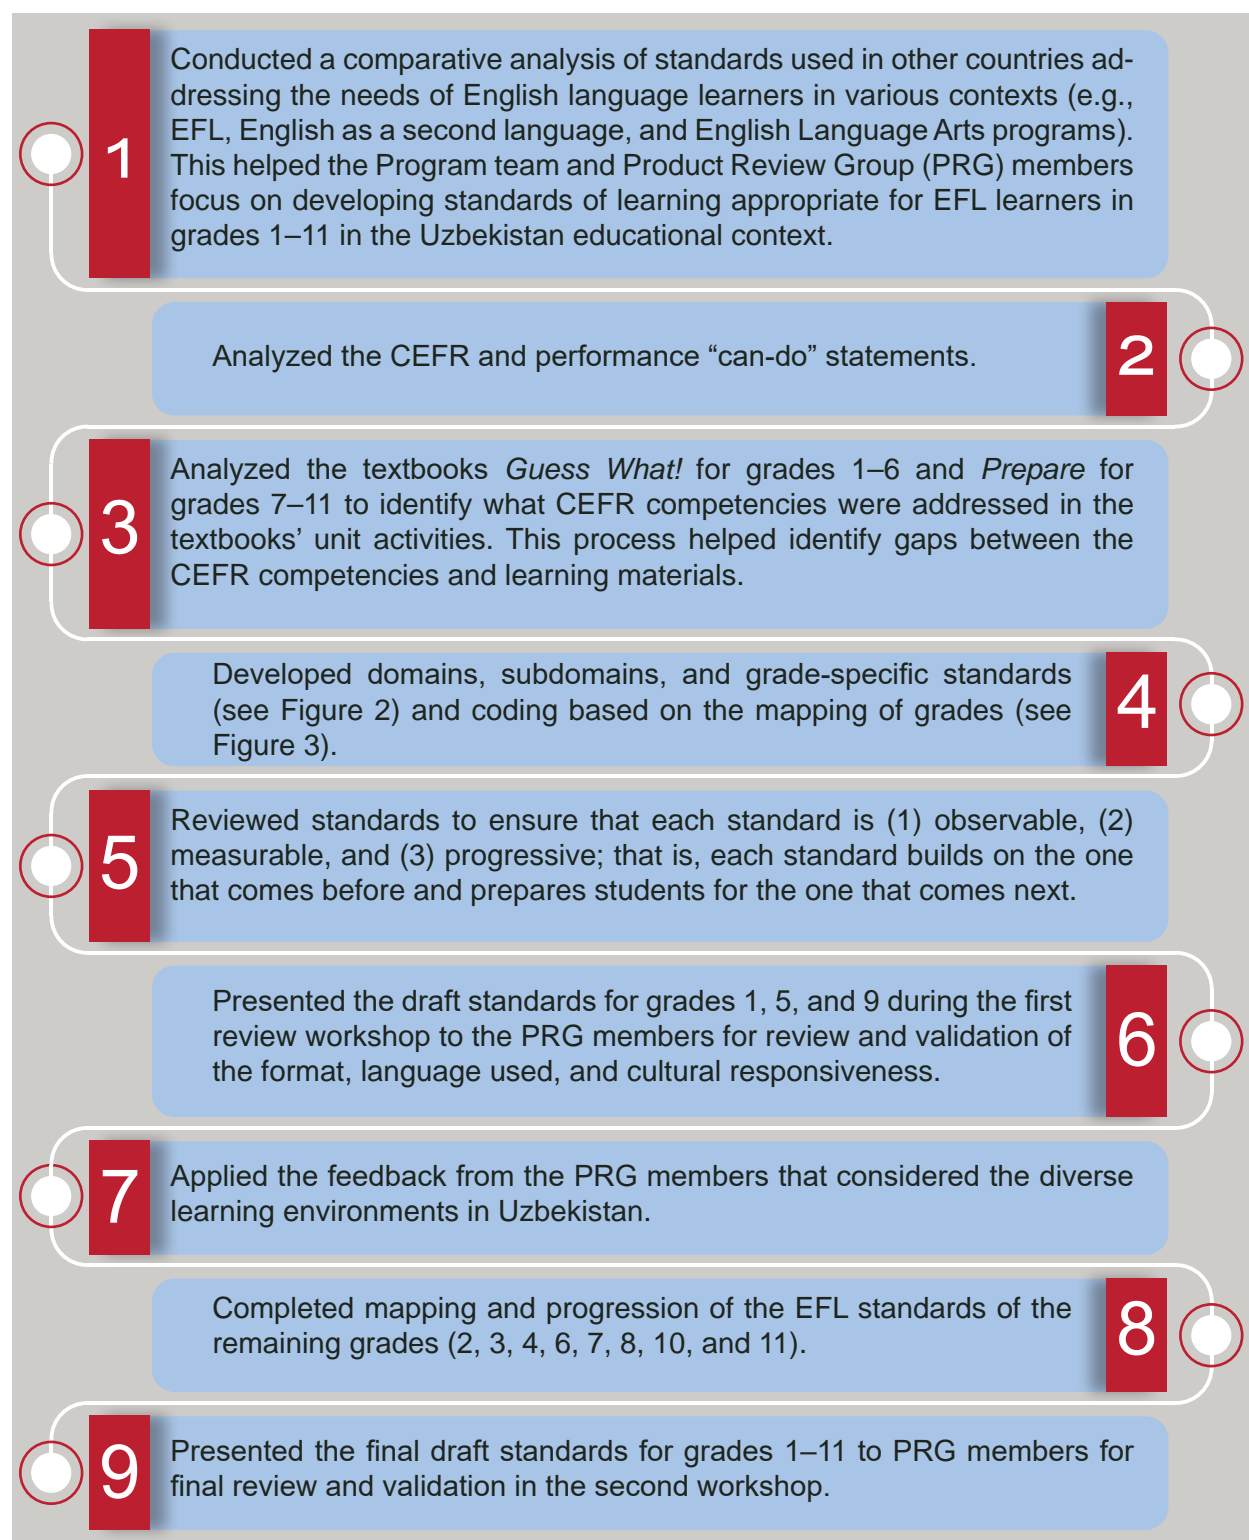 1
Conducted a comparative analysis of standards used in other countries ad-
dressing the needs of English language learners in various contexts (e.g.,
EFL, English as a second language, and English Language Arts programs).
This helped the Program team and Product Review Group (PRG) members
focus on developing standards of learning appropriate for EFL learners in
grades 1–11 in the Uzbekistan educational context.
Analyzed the CEFR and performance “can-do” statements.
2
3
Analyzed the textbooks Guess What! for grades 1–6 and Prepare for
grades 7–11 to identify what CEFR competencies were addressed in the
textbooks’ unit activities. This process helped identify gaps between the
CEFR competencies and learning materials.
Developed domains, subdomains, and grade-specific standards
(see Figure 2) and coding based on the mapping of grades (see
Figure 3).
4
5
Reviewed standards to ensure that each standard is (1) observable, (2)
measurable, and (3) progressive; that is, each standard builds on the one
that comes before and prepares students for the one that comes next.
Presented the draft standards for grades 1, 5, and 9 during the first
review workshop to the PRG members for review and validation of
the format, language used, and cultural responsiveness.
6
7
Applied the feedback from the PRG members that considered the diverse
learning environments in Uzbekistan.
Completed mapping and progression of the EFL standards of the
remaining grades (2, 3, 4, 6, 7, 8, 10, and 11).
8
9
Presented the final draft standards for grades 1–11 to PRG members for
final review and validation in the second workshop.